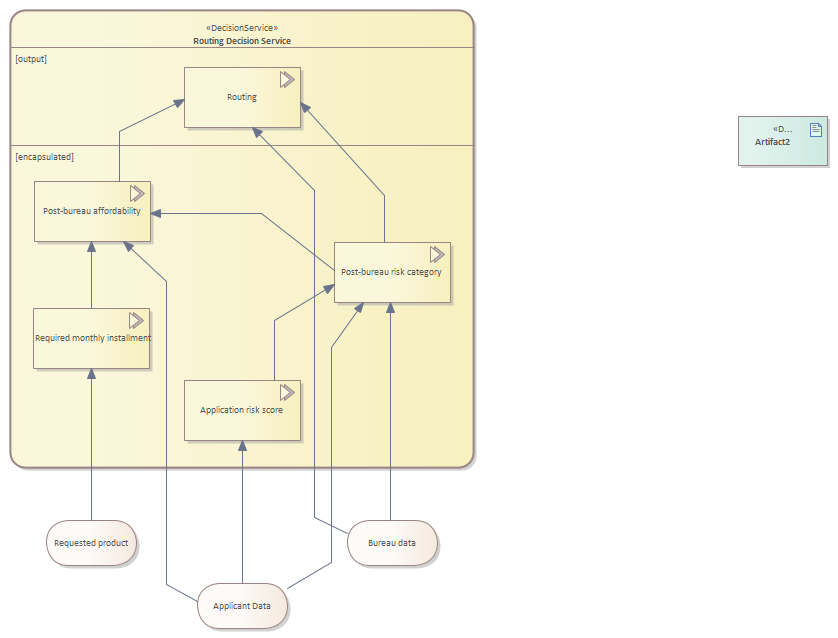 «DecisionService»
Routing Decision Service
[output]
Routing
«D...
Artifact2
[encapsulated]
Post-bureau affordability
Post-bureau risk category
Required monthly installment
Application risk score
Requested product
Bureau data
Applicant Data